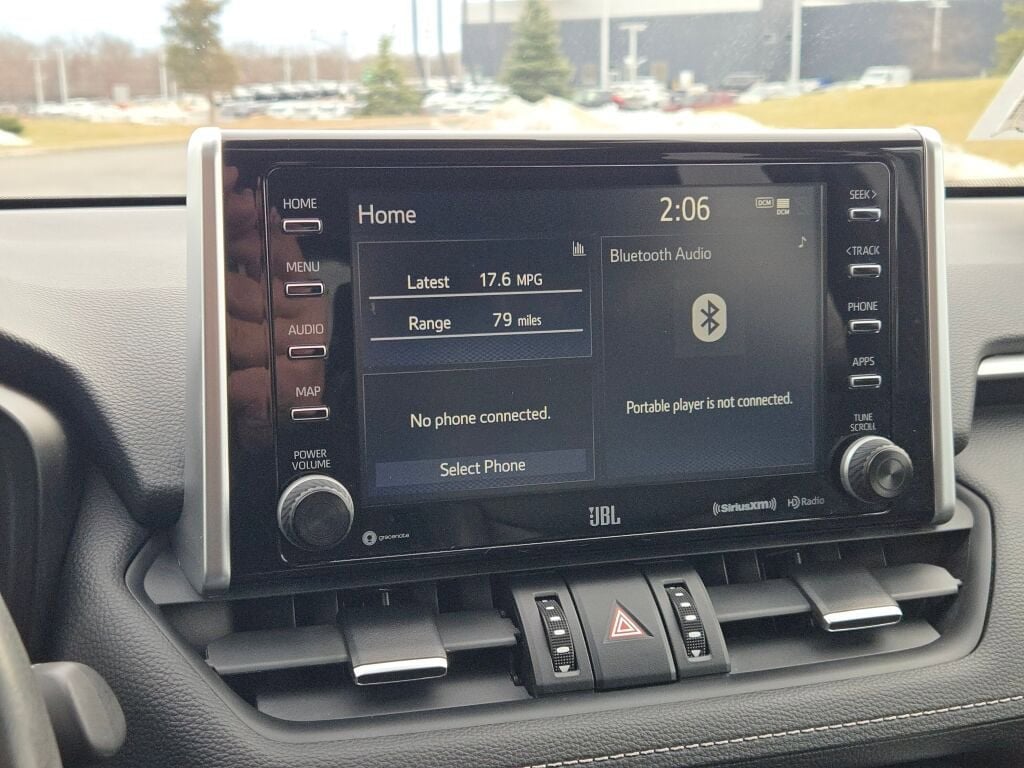 HOME
MENU
AUDIO
MAP
POWER
VOLUME
gracenote
Home
2:06
DCM
DCM
Latest 17.6 MPG
Range 79 miles
No phone connected.
Select Phone
Bluetooth Audio
Portable player is not connected.
JBL
((SiriusXM))
HD Radio
SEEK >
< TRACK
PHONE
APPS
TUNE
SCROLL